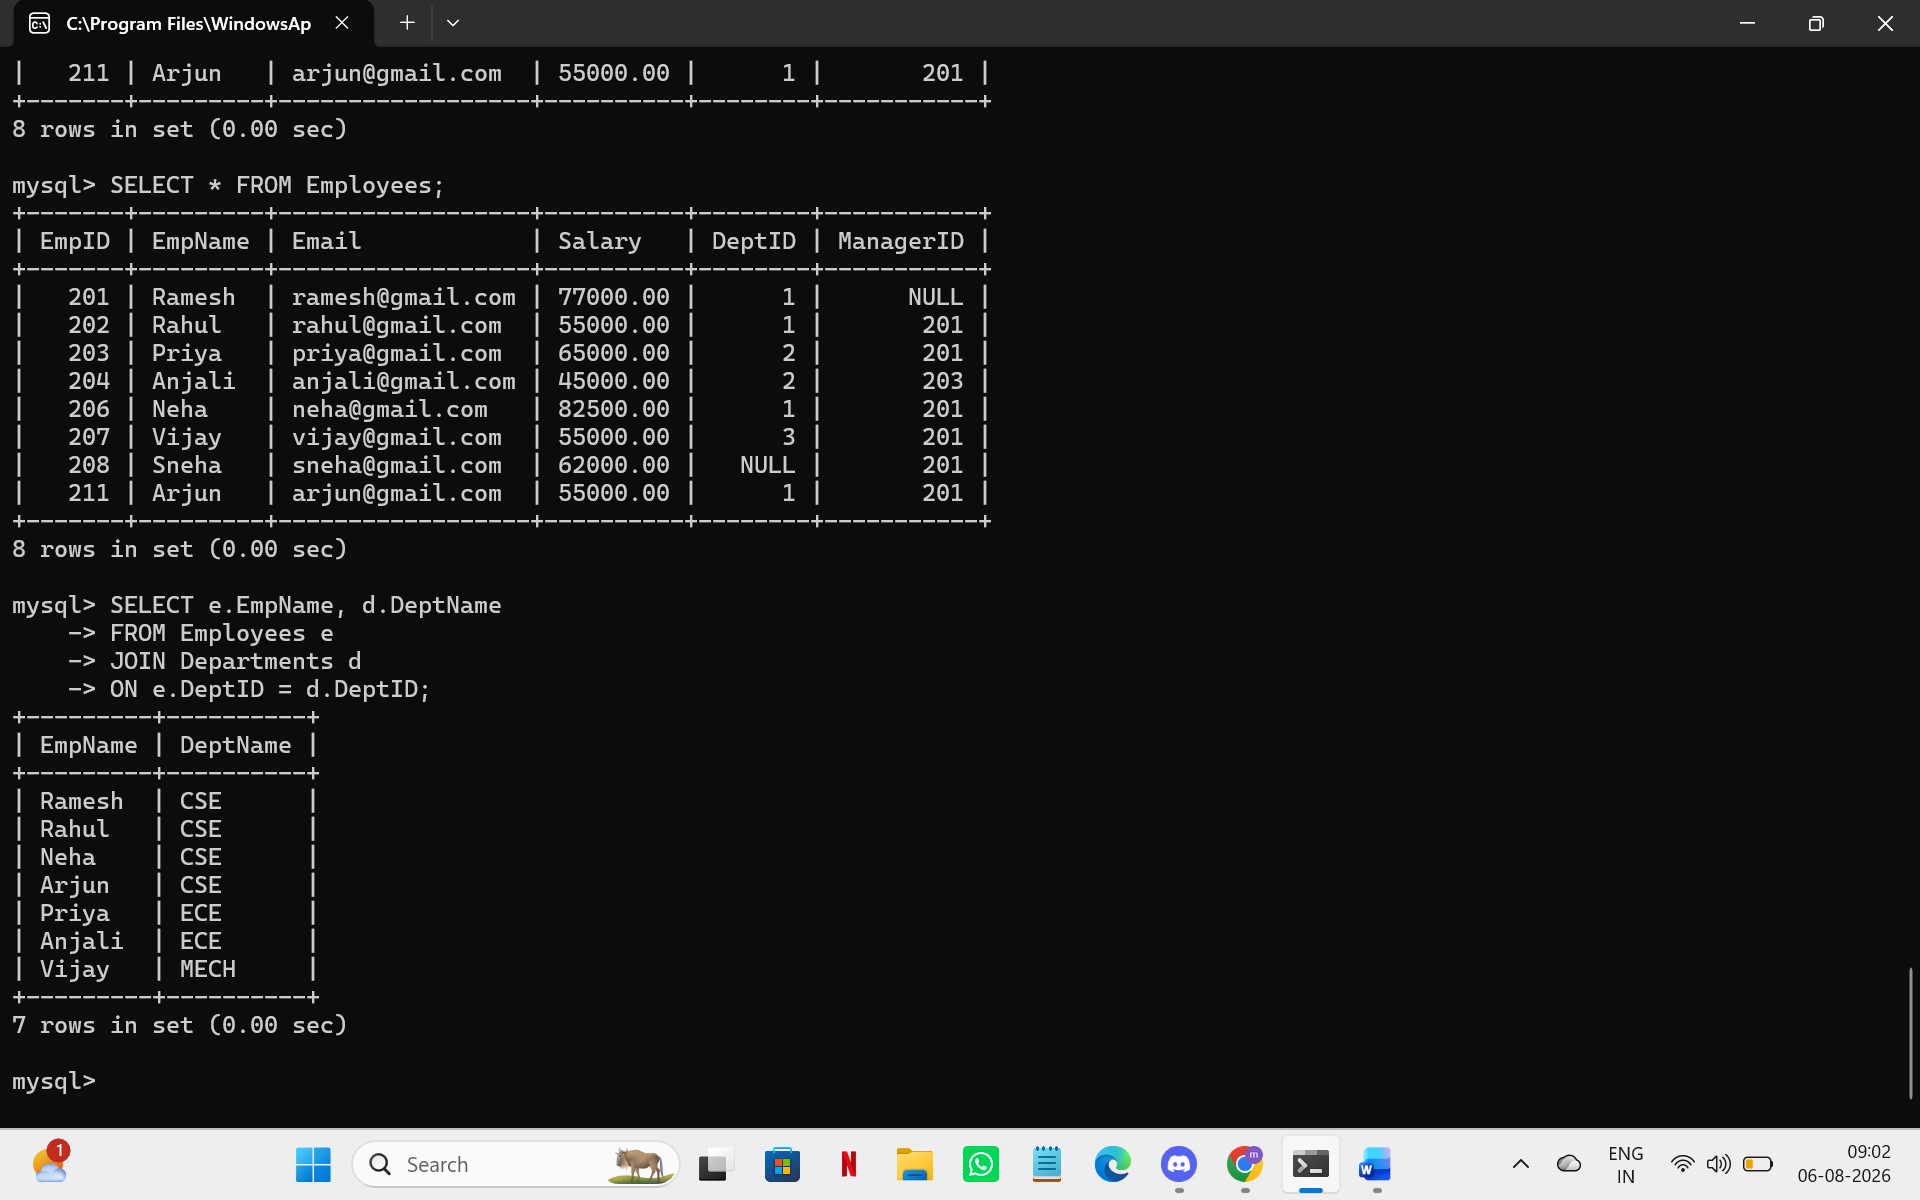 C:\Program Files\WindowsAp
|   211 | Arjun   | arjun@gmail.com  | 55000.00 |      1 |       201 |
+-------+---------+------------------+----------+--------+-----------+
8 rows in set (0.00 sec)
mysql> SELECT * FROM Employees;
+-------+---------+------------------+----------+--------+-----------+
| EmpID | EmpName | Email            | Salary   | DeptID | ManagerID |
+-------+---------+------------------+----------+--------+-----------+
|   201 | Ramesh  | ramesh@gmail.com | 77000.00 |      1 |      NULL |
|   202 | Rahul   | rahul@gmail.com  | 55000.00 |      1 |       201 |
|   203 | Priya   | priya@gmail.com  | 65000.00 |      2 |       201 |
|   204 | Anjali  | anjali@gmail.com | 45000.00 |      2 |       203 |
|   206 | Neha    | neha@gmail.com   | 82500.00 |      1 |       201 |
|   207 | Vijay   | vijay@gmail.com  | 55000.00 |      3 |       201 |
|   208 | Sneha   | sneha@gmail.com  | 62000.00 |   NULL |       201 |
|   211 | Arjun   | arjun@gmail.com  | 55000.00 |      1 |       201 |
+-------+---------+------------------+----------+--------+-----------+
8 rows in set (0.00 sec)
mysql> SELECT e.EmpName, d.DeptName
    -> FROM Employees e
    -> JOIN Departments d
    -> ON e.DeptID = d.DeptID;
+---------+----------+
| EmpName | DeptName |
+---------+----------+
| Ramesh  | CSE      |
| Rahul   | CSE      |
| Neha    | CSE      |
| Arjun   | CSE      |
| Priya   | ECE      |
| Anjali  | ECE      |
| Vijay   | MECH     |
+---------+----------+
7 rows in set (0.00 sec)
mysql>
1
Search
N
m
W
ENG
IN
09:02
06-08-2026